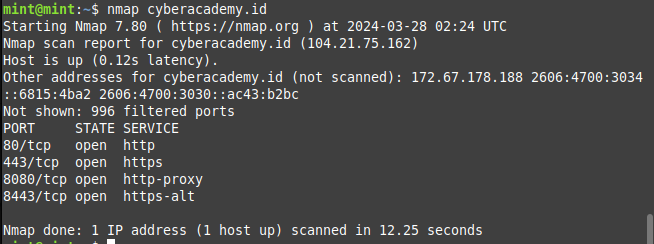 mint@mint:~$ nmap cyberacademy.id
Starting Nmap 7.80 ( https://nmap.org ) at 2024-03-28 02:24 UTC
Nmap scan report for cyberacademy.id (104.21.75.162)
Host is up (0.12s latency).
Other addresses for cyberacademy.id (not scanned): 172.67.178.188 2606:4700:3034
::6815:4ba2 2606:4700:3030::ac43:b2bc
Not shown: 996 filtered ports
PORT     STATE SERVICE
80/tcp   open  http
443/tcp  open  https
8080/tcp open  http-proxy
8443/tcp open  https-alt

Nmap done: 1 IP address (1 host up) scanned in 12.25 seconds
mint@mint:~$